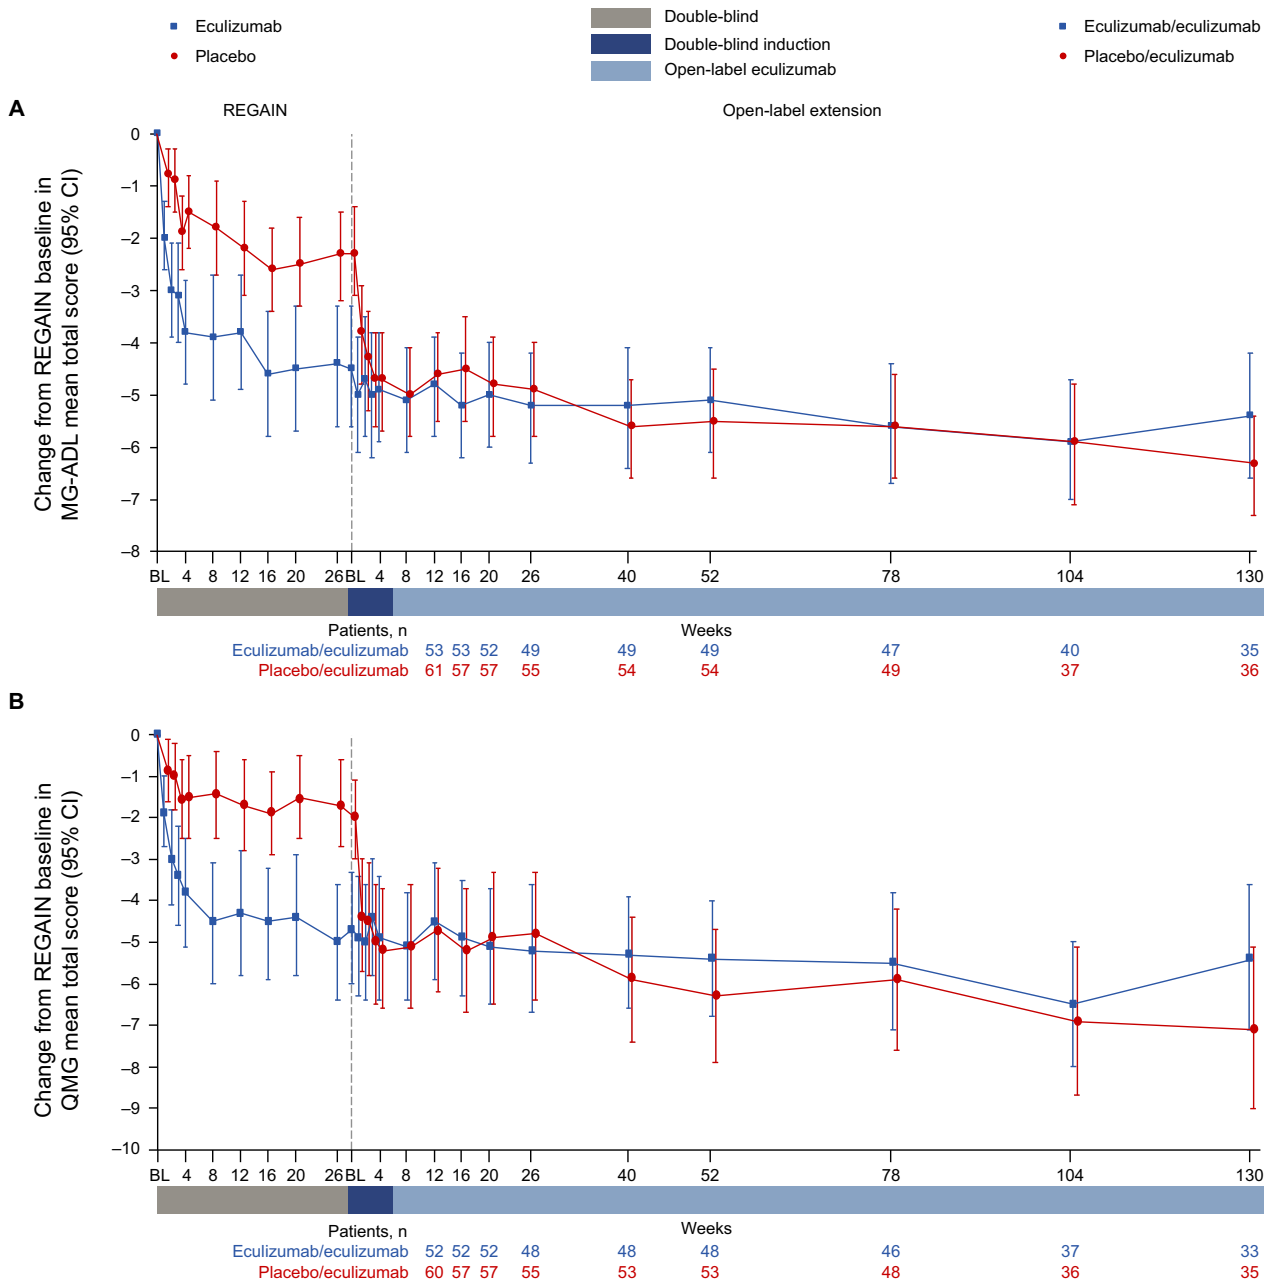 Eculizumab
Placebo
Double-blind
Double-blind induction
Open-label eculizumab
Eculizumab/eculizumab
Placebo/eculizumab
A
REGAIN
Open-label extension
Change from REGAIN baseline in
MG-ADL mean total score (95% CI)
0
–1
–2
–3
–4
–5
–6
–7
–8
BL 4 8 12 16 20 26 BL 4 8 12 16 20 26 40 52 78 104 130
Patients, n
Weeks
Eculizumab/eculizumab 53 53 52 49 49 49 47 40 35
Placebo/eculizumab 61 57 57 55 54 54 49 37 36
B
Change from REGAIN baseline in
QMG mean total score (95% CI)
0
–1
–2
–3
–4
–5
–6
–7
–8
–9
–10
BL 4 8 12 16 20 26 BL 4 8 12 16 20 26 40 52 78 104 130
Patients, n
Weeks
Eculizumab/eculizumab 52 52 52 48 48 48 46 37 33
Placebo/eculizumab 60 57 57 55 53 53 48 36 35